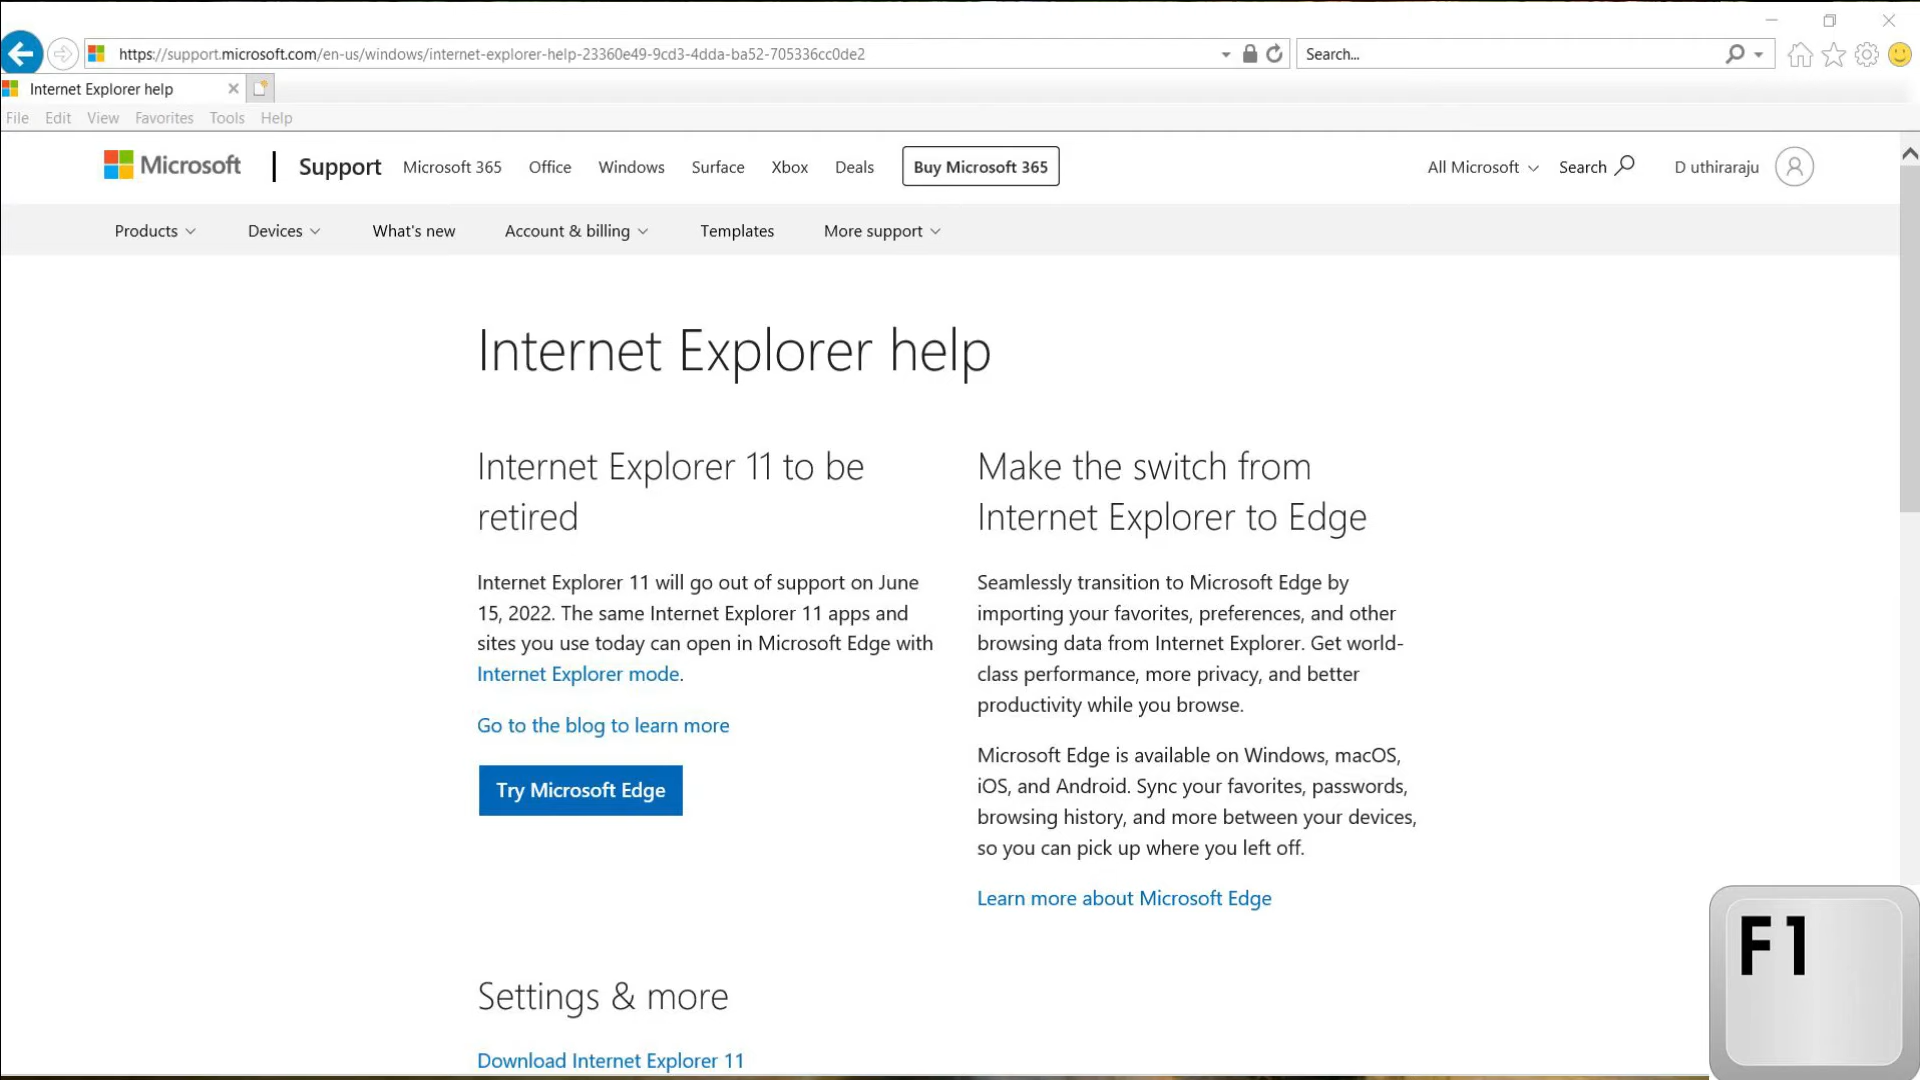 https://support.microsoft.com/en-us/windows/internet-explorer-help-23360e49-9cd3-4dda-ba52-705336cc0de2
Search...
Internet Explorer help
File Edit View Favorites Tools Help
Microsoft Support Microsoft 365 Office Windows Surface Xbox Deals Buy Microsoft 365 All Microsoft Search D uthiraraju
Products Devices What's new Account & billing Templates More support
Internet Explorer help
Internet Explorer 11 to be
retired
Internet Explorer 11 will go out of support on June
15, 2022. The same Internet Explorer 11 apps and
sites you use today can open in Microsoft Edge with
Internet Explorer mode.
Go to the blog to learn more
Try Microsoft Edge
Make the switch from
Internet Explorer to Edge
Seamlessly transition to Microsoft Edge by
importing your favorites, preferences, and other
browsing data from Internet Explorer. Get world-
class performance, more privacy, and better
productivity while you browse.
Microsoft Edge is available on Windows, macOS,
iOS, and Android. Sync your favorites, passwords,
browsing history, and more between your devices,
so you can pick up where you left off.
Learn more about Microsoft Edge
Settings & more
Download Internet Explorer 11
F1